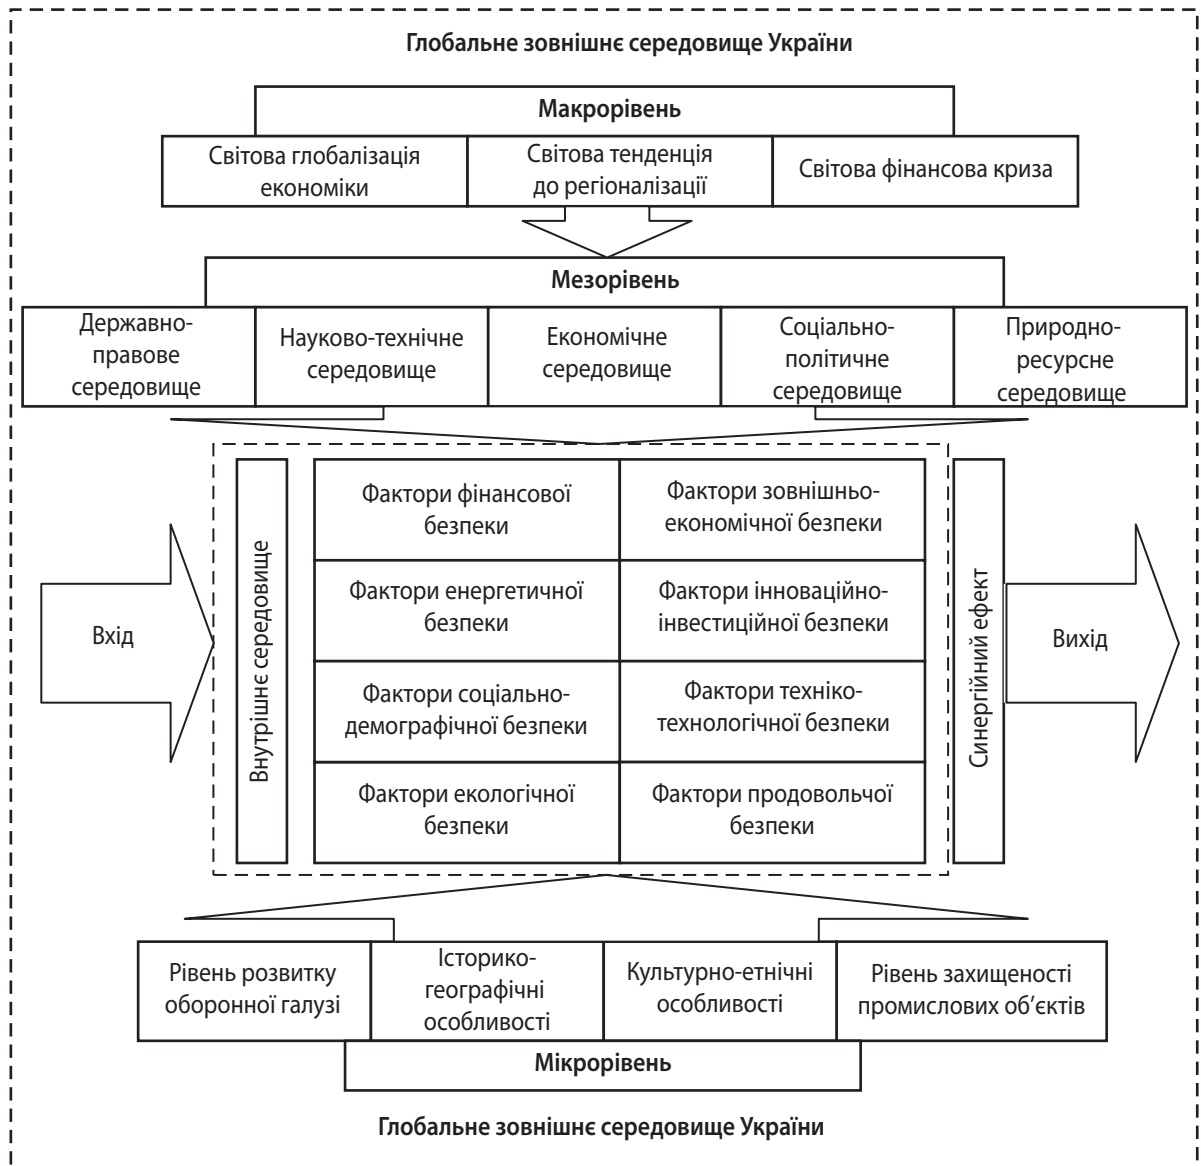 Глобальне зовнішнє середовище України
Макрорівень
Світова глобалізація
економіки
Світова тенденція
до регіоналізації
Світова фінансова криза
Мезорівень
Державно-
правове
середовище
Науково-технічне
середовище
Економічне
середовище
Соціально-
політичне
середовище
Природно-
ресурсне
середовище
Вхід
Внутрішнє середовище
Фактори фінансової
безпеки
Фактори зовнішньо-
економічної безпеки
Фактори енергетичної
безпеки
Фактори інноваційно-
інвестиційної безпеки
Фактори соціально-
демографічної безпеки
Фактори техніко-
технологічної безпеки
Фактори екологічної
безпеки
Фактори продовольчої
безпеки
Синергійний ефект
Вихід
Рівень розвитку
оборонної галузі
Історико-
географічні
особливості
Культурно-етнічні
особливості
Рівень захищеності
промислових об’єктів
Мікрорівень
Глобальне зовнішнє середовище України